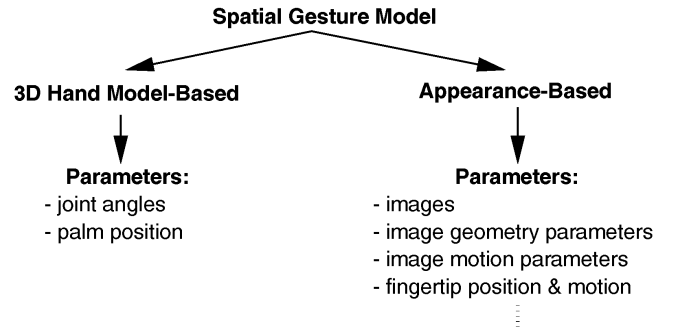 Spatial Gesture Model
3D Hand Model-Based
Appearance-Based
Parameters:
- joint angles
- palm position
Parameters:
- images
- image geometry parameters
- image motion parameters
- fingertip position & motion